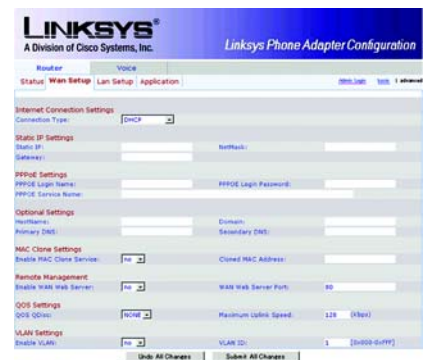 LINKSYS®
A Division of Cisco Systems, Inc.
Linksys Phone Adapter Configuration
Router Voice
Status Wan Setup Lan Setup Application Admin Login basic | advanced
Internet Connection Settings
Connection Type: DHCP
Static IP Settings
Static IP: NetMask:
Gateway:
PPPoE Settings
PPPOE Login Name: PPPOE Login Password:
PPPOE Service Name:
Optional Settings
HostName: Domain:
Primary DNS: Secondary DNS:
MAC Clone Settings
Enable MAC Clone Service: no Cloned MAC Address:
Remote Management
Enable WAN Web Server: no WAN Web Server Port: 80
QOS Settings
QOS QDisc: NONE Maximum Uplink Speed: 128 (Kbps)
VLAN Settings
Enable VLAN: no VLAN ID: 1 [0x000-0xFFF]
Undo All Changes Submit All Changes